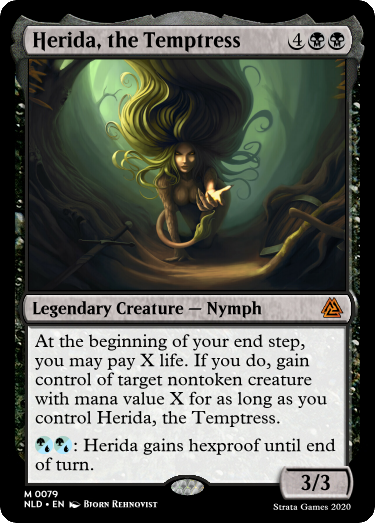 Herida, the Temptress 4
Legendary Creature — Nymph
At the beginning of your end step,
you may pay X life. If you do, gain
control of target nontoken creature
with mana value X for as long as you
control Herida, the Temptress.
: Herida gains hexproof until end
of turn.
3/3
M 0079
NLD • EN Bjorn Rehnovist
Strata Games 2020